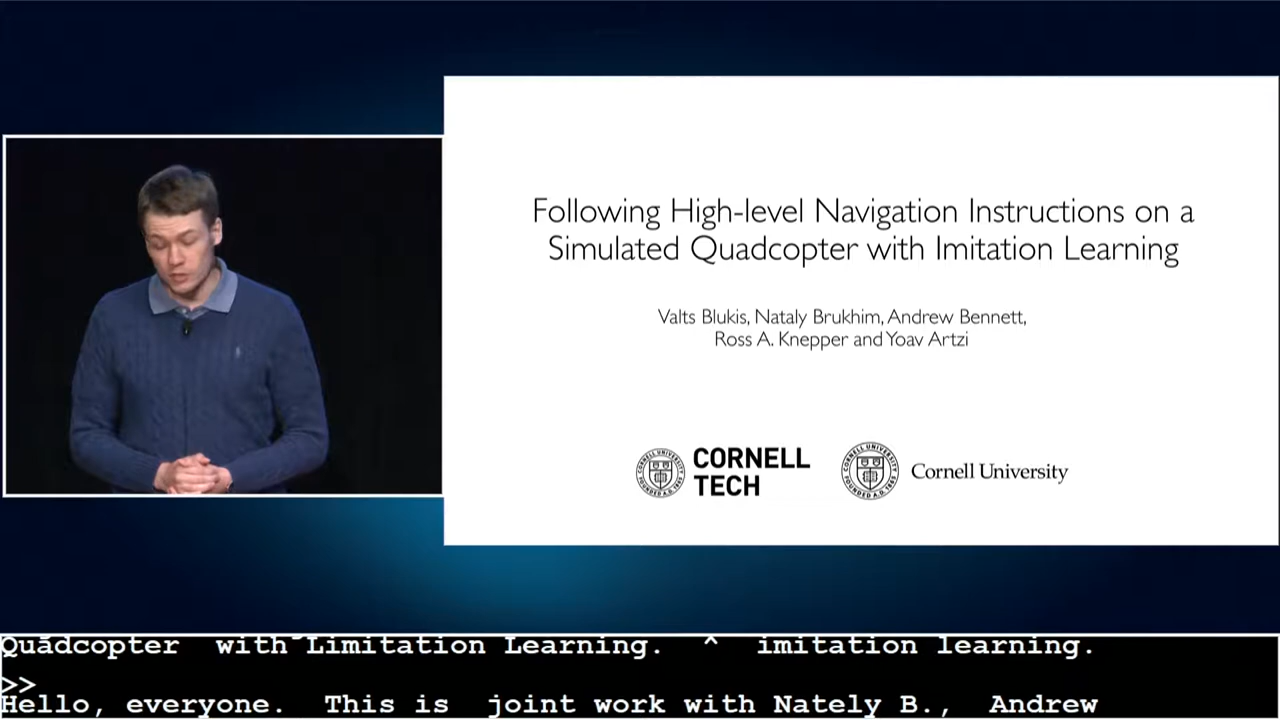 Following High-level Navigation Instructions on a
Simulated Quadcopter with Imitation Learning
Valts Blukis, Nataly Brukhim, Andrew Bennett,
Ross A. Knepper and Yoav Artzi
CORNELL
TECH
Cornell University
Quadcopter with Limitation Learning. ^ imitation learning.
>>
Hello, everyone. This is joint work with Nately B., Andrew